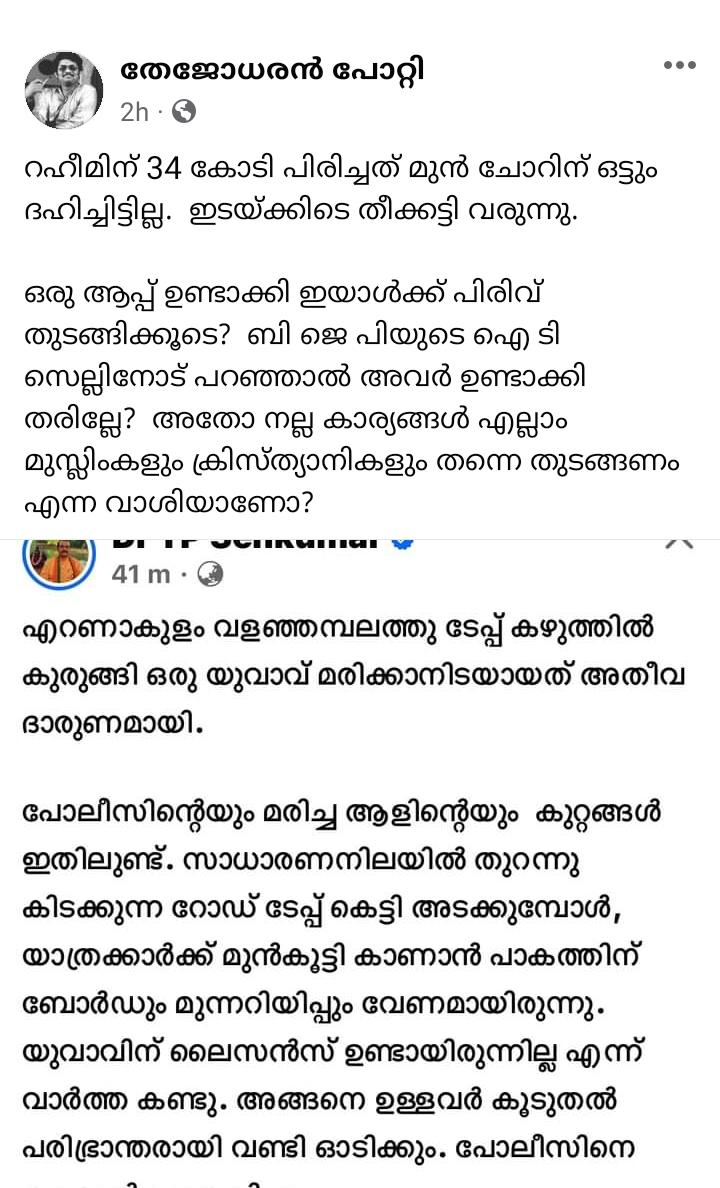 തേജോധരൻ പോറ്റി
2h ·
റഹീമിന് 34 കോടി പിരിച്ചത് മുൻ ചോറിന് ഒട്ടും
ദഹിച്ചിട്ടില്ല. ഇടയ്ക്കിടെ തീക്കട്ടി വരുന്നു.
ഒരു ആപ്പ് ഉണ്ടാക്കി ഇയാൾക്ക് പിരിവ്
തുടങ്ങിക്കൂടെ? ബി ജെ പിയുടെ ഐ ടി
സെല്ലിനോട് പറഞ്ഞാൽ അവർ ഉണ്ടാക്കി
തരില്ലേ? അതോ നല്ല കാര്യങ്ങൾ എല്ലാം
മുസ്ലിംകളും ക്രിസ്ത്യാനികളും തന്നെ തുടങ്ങണം
എന്ന വാശിയാണോ?
Dr TP Senkumar
41 m ·
എറണാകുളം വളഞ്ഞമ്പലത്തു ടേപ്പ് കഴുത്തിൽ
കുരുങ്ങി ഒരു യുവാവ് മരിക്കാനിടയായത് അതീവ
ദാരുണമായി.
പോലീസിന്റെയും മരിച്ച ആളിന്റെയും കുറ്റങ്ങൾ
ഇതിലുണ്ട്. സാധാരണനിലയിൽ തുറന്നു
കിടക്കുന്ന റോഡ് ടേപ്പ് കെട്ടി അടക്കുമ്പോൾ,
യാത്രക്കാർക്ക് മുൻകൂട്ടി കാണാൻ പാകത്തിന്
ബോർഡും മുന്നറിയിപ്പും വേണമായിരുന്നു.
യുവാവിന് ലൈസൻസ് ഉണ്ടായിരുന്നില്ല എന്ന്
വാർത്ത കണ്ടു. അങ്ങനെ ഉള്ളവർ കൂടുതൽ
പരിഭ്രാന്തരായി വണ്ടി ഓടിക്കും. പോലീസിനെ